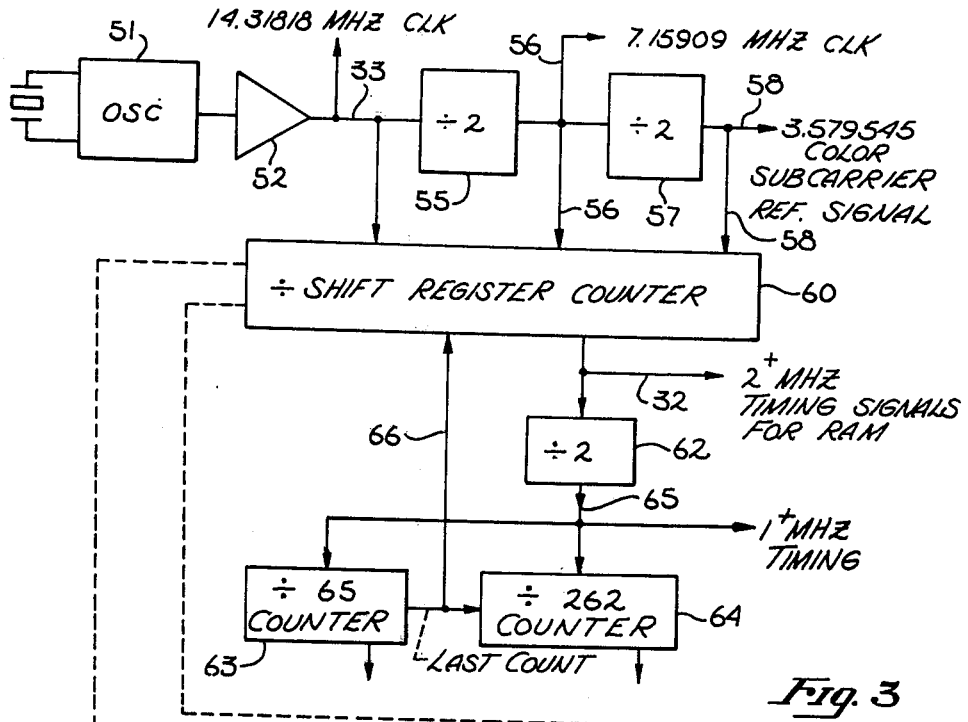 14.31818 MHZ CLK
51
OSC
52
33
÷ 2
55
56
7.15909 MHZ CLK
56
÷ 2
57
58
3.579545
COLOR
SUBCARRIER
REF. SIGNAL
58
÷ SHIFT REGISTER COUNTER
60
66
32
2+ MHZ
TIMING SIGNALS
FOR RAM
÷ 2
62
65
1+ MHZ
TIMING
÷ 65
COUNTER
63
LAST COUNT
÷ 262
COUNTER
64
Fig. 3